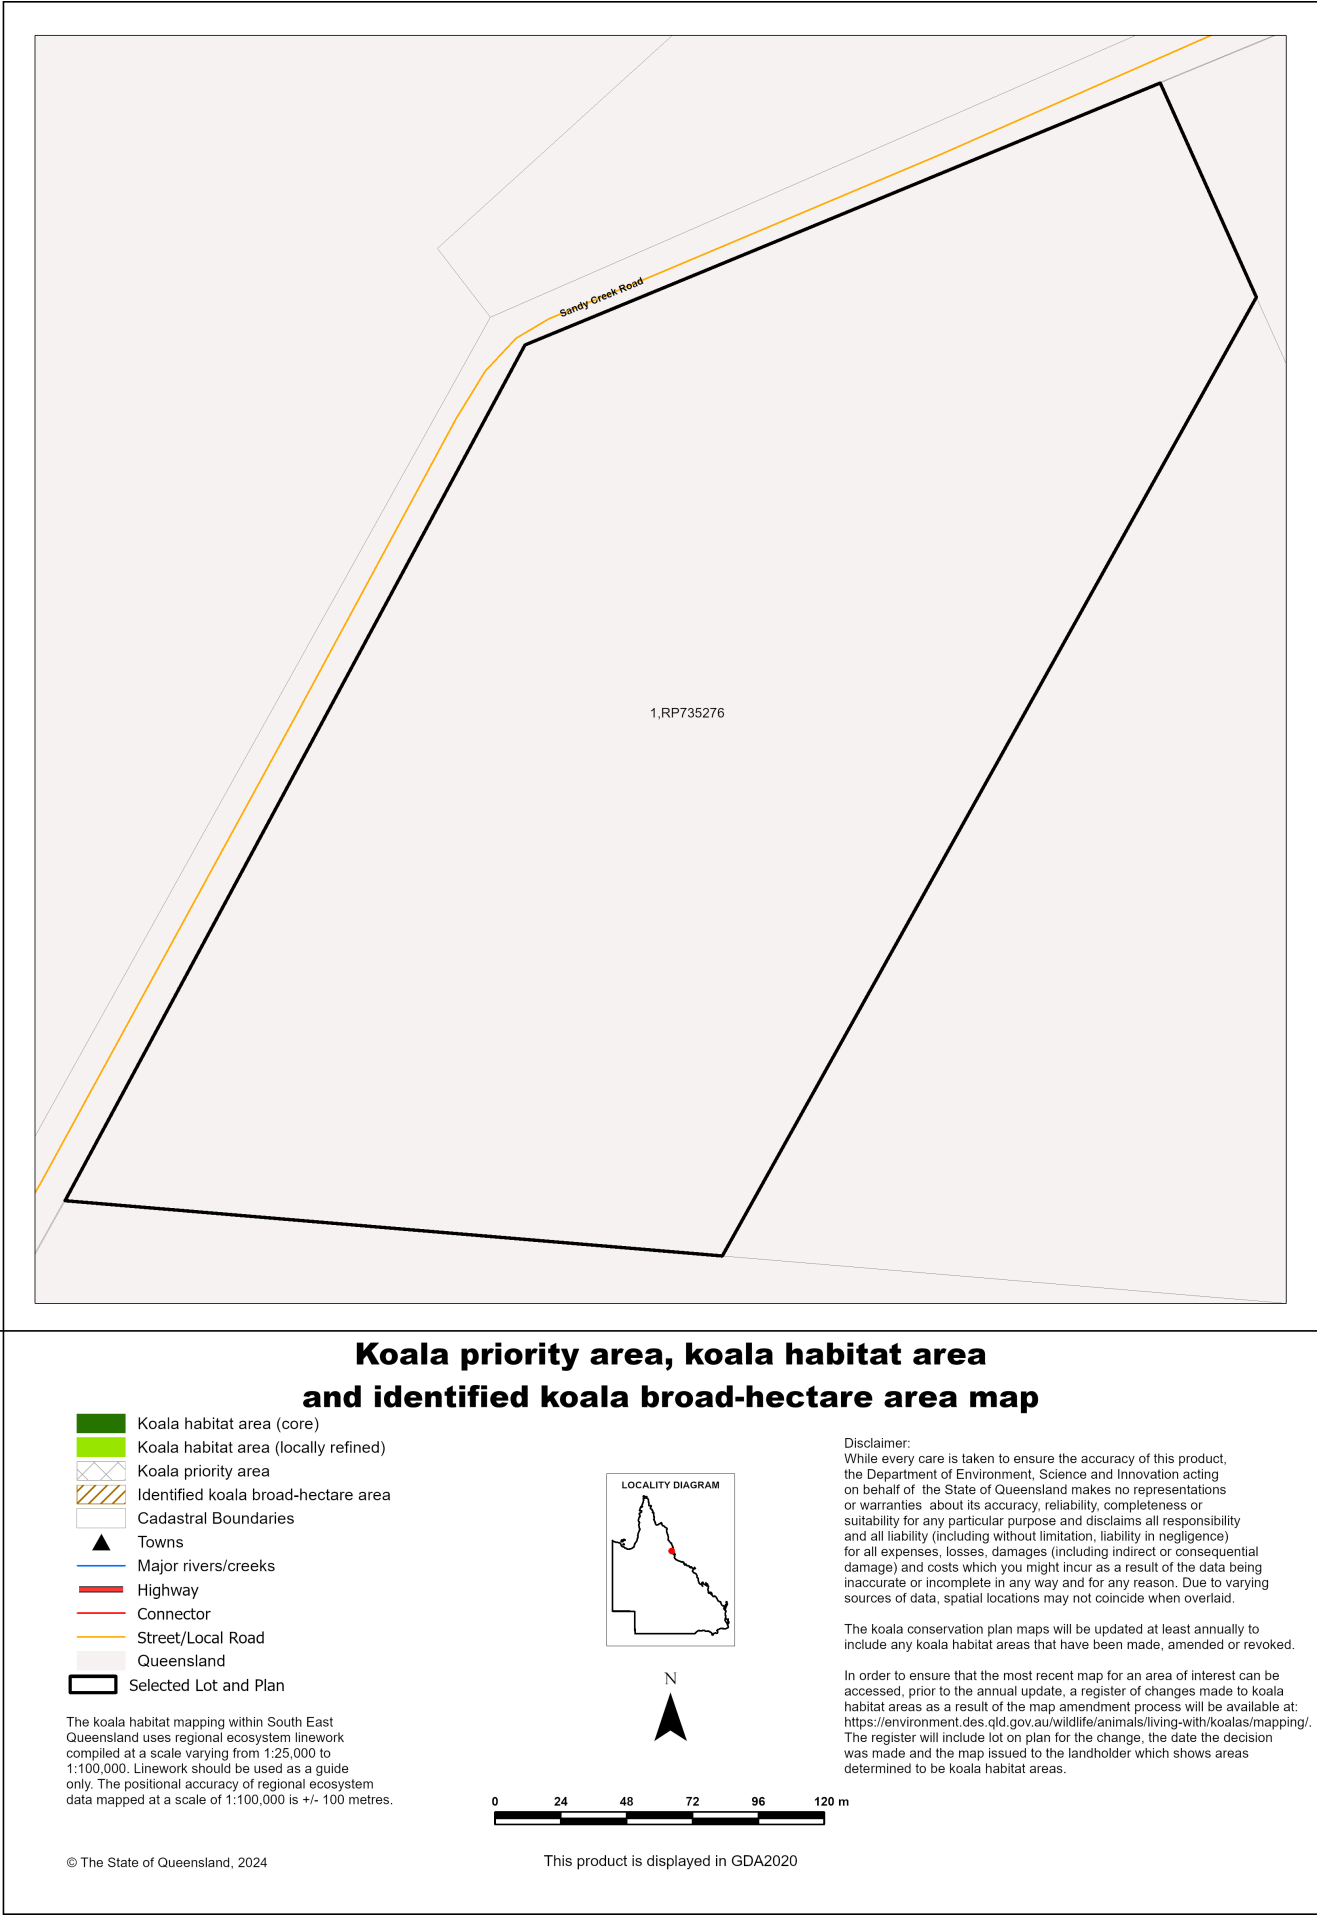 Sandy Creek Road
1,RP735276
Koala priority area, koala habitat area
and identified koala broad-hectare area map
Koala habitat area (core)
Koala habitat area (locally refined)
Koala priority area
Identified koala broad-hectare area
Cadastral Boundaries
Towns
Major rivers/creeks
Highway
Connector
Street/Local Road
Queensland
Selected Lot and Plan
The koala habitat mapping within South East
Queensland uses regional ecosystem linework
compiled at a scale varying from 1:25,000 to
1:100,000. Linework should be used as a guide
only. The positional accuracy of regional ecosystem
data mapped at a scale of 1:100,000 is +/- 100 metres.
© The State of Queensland, 2024
LOCALITY DIAGRAM
N
0 24 48 72 96 120 m
This product is displayed in GDA2020
Disclaimer:
While every care is taken to ensure the accuracy of this product,
the Department of Environment, Science and Innovation acting
on behalf of the State of Queensland makes no representations
or warranties about its accuracy, reliability, completeness or
suitability for any particular purpose and disclaims all responsibility
and all liability (including without limitation, liability in negligence)
for all expenses, losses, damages (including indirect or consequential
damage) and costs which you might incur as a result of the data being
inaccurate or incomplete in any way and for any reason. Due to varying
sources of data, spatial locations may not coincide when overlaid.
The koala conservation plan maps will be updated at least annually to
include any koala habitat areas that have been made, amended or revoked.
In order to ensure that the most recent map for an area of interest can be
accessed, prior to the annual update, a register of changes made to koala
habitat areas as a result of the map amendment process will be available at:
https://environment.des.qld.gov.au/wildlife/animals/living-with/koalas/mapping/.
The register will include lot on plan for the change, the date the decision
was made and the map issued to the landholder which shows areas
determined to be koala habitat areas.